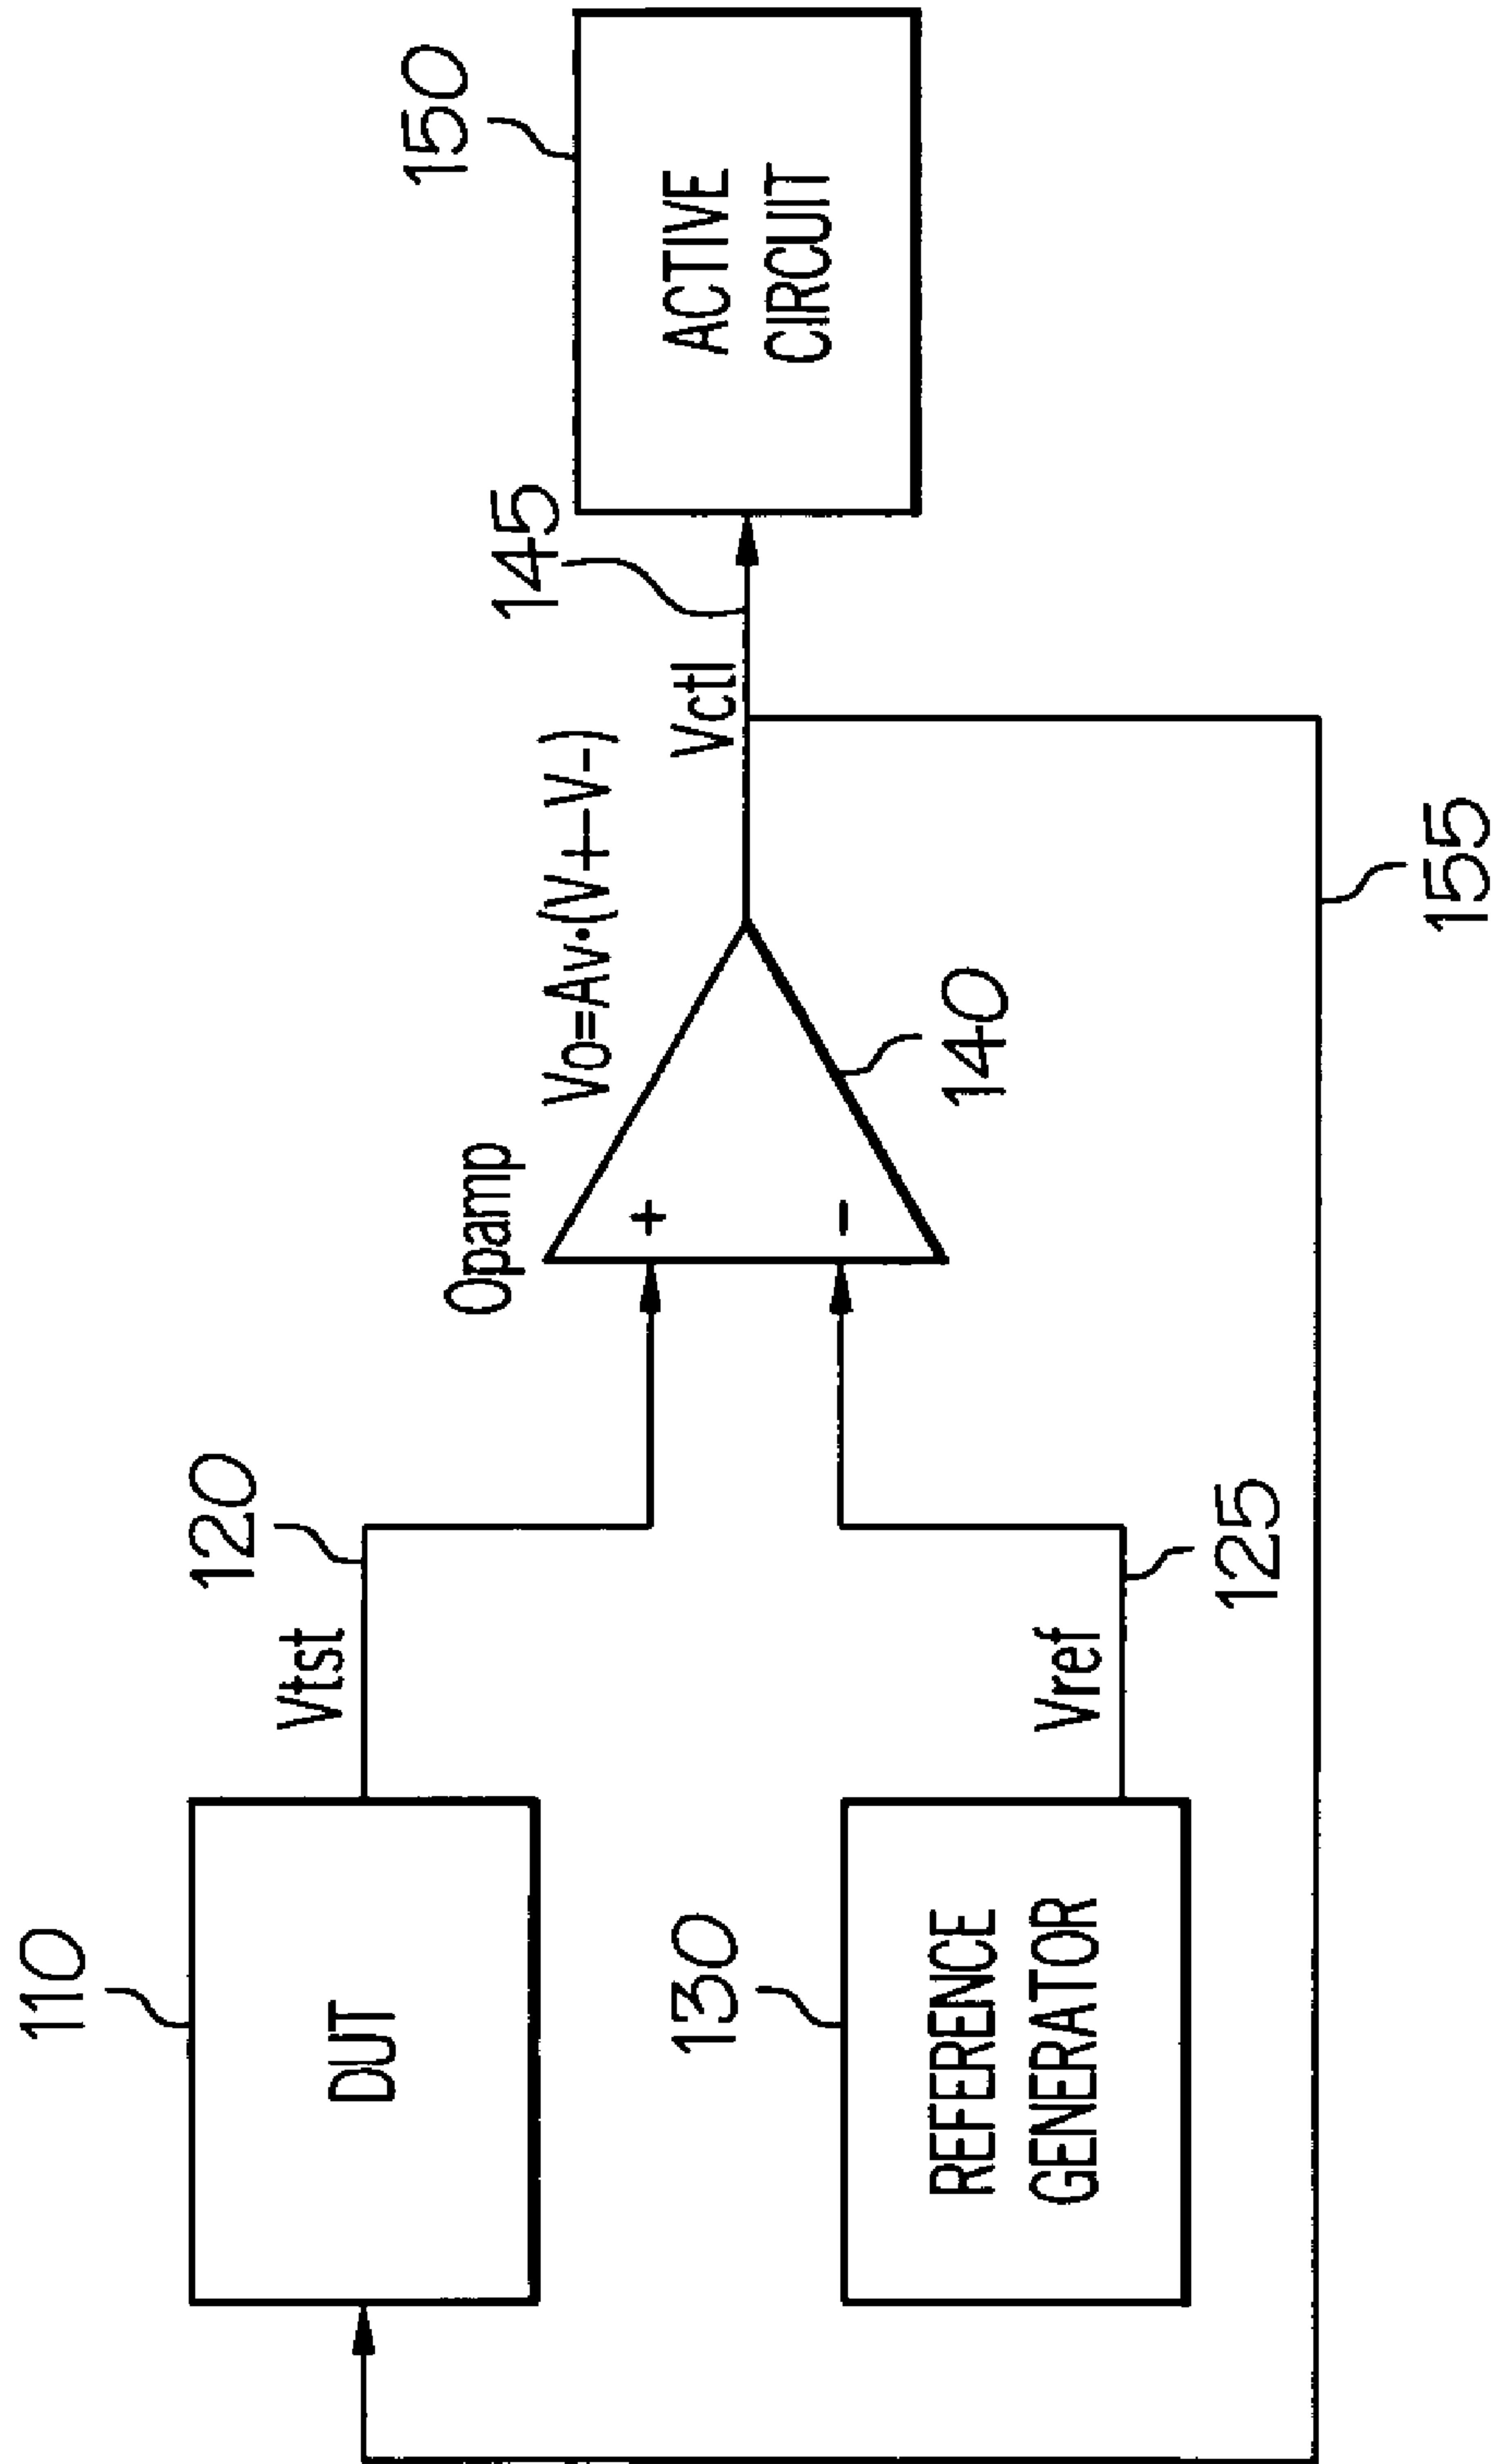 110
DUT
Vtst
120
130
REFERENCE
GENERATOR
Vref
125
Opamp
+
-
Vo=Av•(V+-V-)
140
Vctl
145
150
ACTIVE
CIRCUIT
155